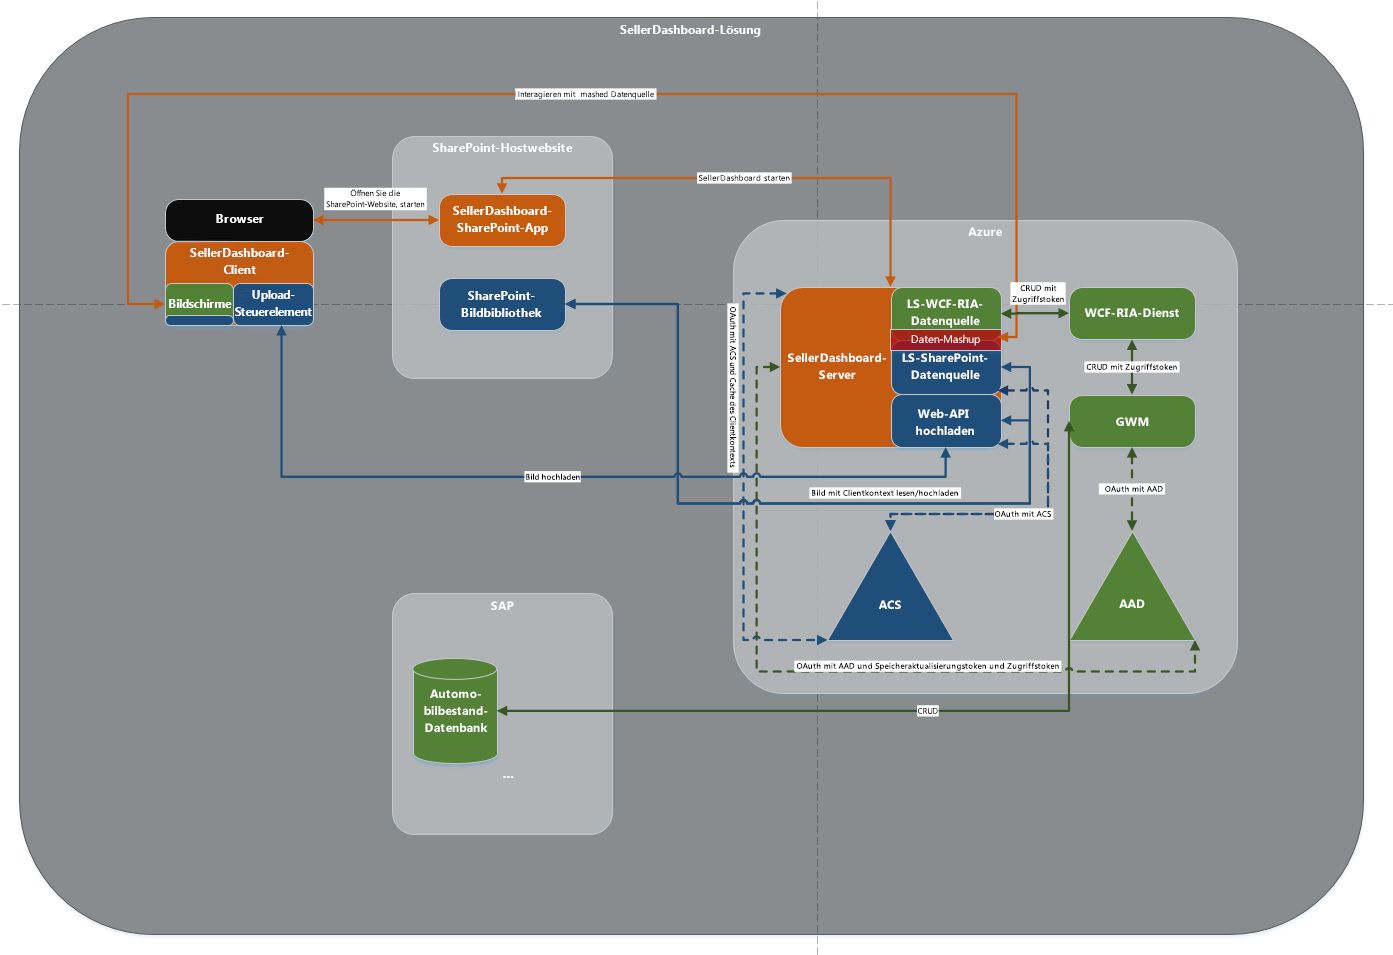 SellerDashboard-Lösung
Interagieren mit mashed Datenquelle
SharePoint-Hostwebsite
SellerDashboard starten
Öffnen Sie die
SharePoint-Website, starten
Browser
SellerDashboard-
SharePoint-App
SellerDashboard-
Client
Bildschirme
Upload-
Steuerelement
SharePoint-
Bildbibliothek
Azure
OAuth mit ACS und Cache des Clientkontexts
SellerDashboard-
Server
LS-WCF-RIA-
Datenquelle
Daten-Mashup
LS-SharePoint-
Datenquelle
Web-API
hochladen
CRUD mit
Zugriffstoken
WCF-RIA-Dienst
CRUD mit Zugriffstoken
GWM
Bild hochladen
Bild mit Clientkontext lesen/hochladen
OAuth mit AAD
OAuth mit ACS
ACS
AAD
OAuth mit AAD und Speicheraktualisierungstoken und Zugriffstoken
SAP
Automo-
bilbestand-
Datenbank
CRUD
...